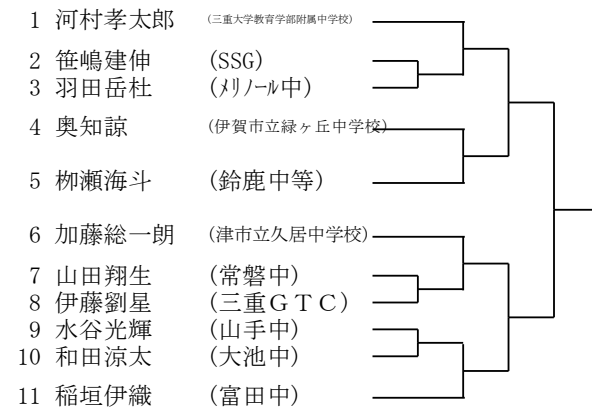 1 河村孝太郎 (三重大学教育学部附属中学校)
2 笹嶋建伸 (SSG)
3 羽田岳杜 (ﾒﾘﾉｰﾙ中)
4 奥知諒 (伊賀市立緑ヶ丘中学校)
5 栁瀬海斗 (鈴鹿中等)
6 加藤総一朗 (津市立久居中学校)
7 山田翔生 (常磐中)
8 伊藤劉星 (三重GTC)
9 水谷光輝 (山手中)
10 和田涼太 (大池中)
11 稲垣伊織 (富田中)